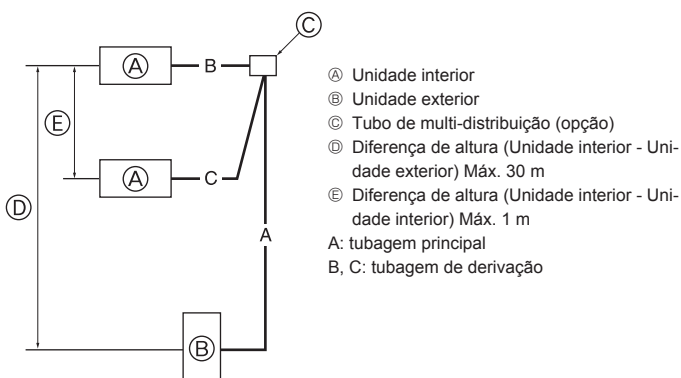 Ⓒ
Ⓐ
B
Ⓔ
Ⓐ
C
Ⓓ
A
Ⓑ
Ⓐ Unidade interior
Ⓑ Unidade exterior
Ⓒ Tubo de multi-distribuição (opção)
Ⓓ Diferença de altura (Unidade interior - Uni-
dade exterior) Máx. 30 m
Ⓔ Diferença de altura (Unidade interior - Uni-
dade interior) Máx. 1 m
A: tubagem principal
B, C: tubagem de derivação